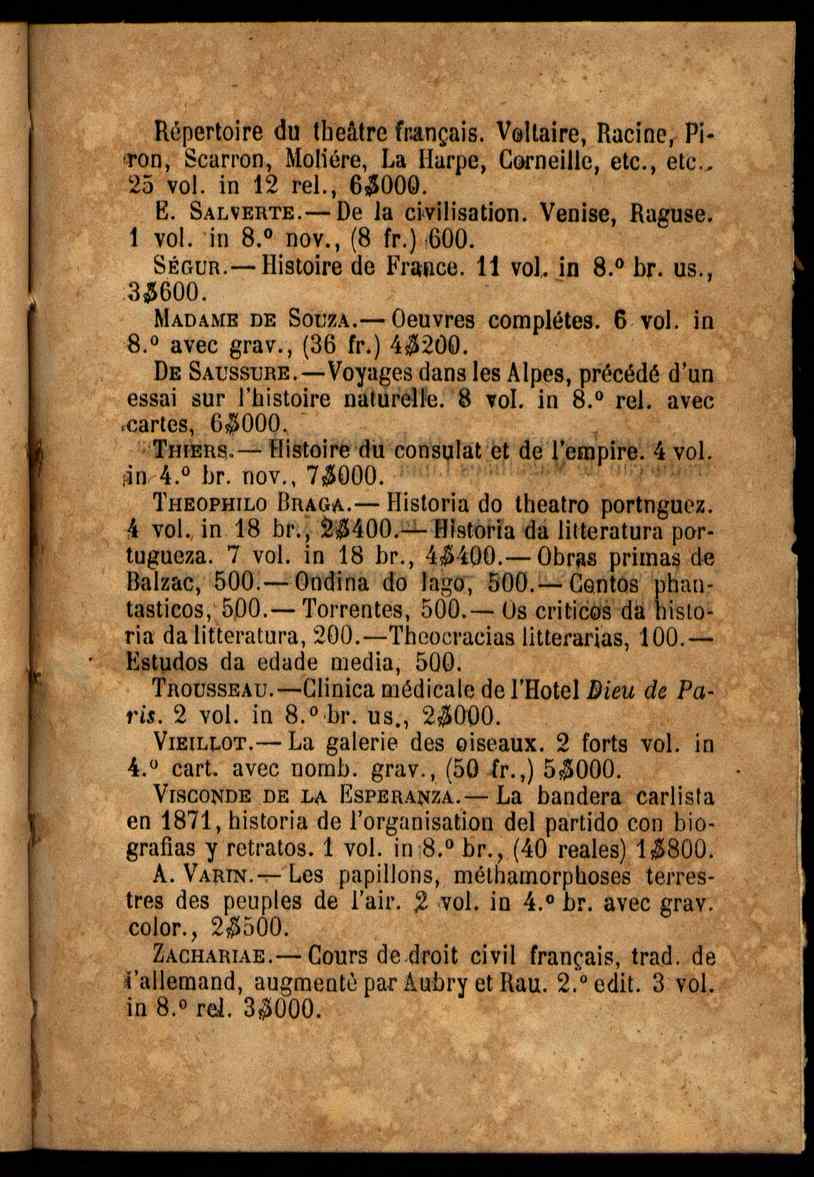 Répertoire du theâtre français. Voltaire, Racine, Pi-
ron, Scarron, Moliére, La Harpe, Corneille, etc., etc.,
25 vol. in 12 rel., 6$000.
E. SALVERTE.—De la civilisation. Venise, Raguse.
1 vol. in 8.º nov., (8 fr.) 600.
SÉGUR.—Histoire de France. 11 vol. in 8.º br. us.,
3$600.
MADAME DE SOUZA.—Oeuvres complétes. 6 vol. in
8.º avec grav., (36 fr.) 4$200.
DE SAUSSURE.—Voyages dans les Alpes, précédé d'un
essai sur l'histoire naturelle. 8 vol. in 8.º rel. avec
cartes, 6$000.
THIERS.—Histoire du consulat et de l'empire. 4 vol.
in 4.º br. nov., 7$000.
THEOPHILO BRAGA.—Historia do theatro portnguez.
4 vol. in 18 br., 2$400.—Historia da litteratura por-
tugueza. 7 vol. in 18 br., 4$400.—Obras primas de
Balzac, 500.—Ondina do lago, 500.—Contos phan-
tasticos, 500.—Torrentes, 500.—Os criticos da histo-
ria da litteratura, 200.—Theocracias litterarias, 100.—
Estudos da edade media, 500.
TROUSSEAU.—Clinica médicale de l'Hotel Dieu de Pa-
ris. 2 vol. in 8.º br. us., 2$000.
VIEILLOT.—La galerie des oiseaux. 2 forts vol. in
4.º cart. avec nomb. grav., (50 fr.,) 5$000.
VISCONDE DE LA ESPERANZA.—La bandera carlista
en 1871, historia de l'organisation del partido con bio-
grafias y retratos. 1 vol. in 8.º br., (40 reales) 1$800.
A. VARIN.—Les papillons, méthamorphoses terres-
tres des peuples de l'air. 2 vol. in 4.º br. avec grav.
color., 2$500.
ZACHARIAE.—Cours de droit civil français, trad. de
l'allemand, augmentè par Aubry et Rau. 2.º edit. 3 vol.
in 8.º rel. 3$000.